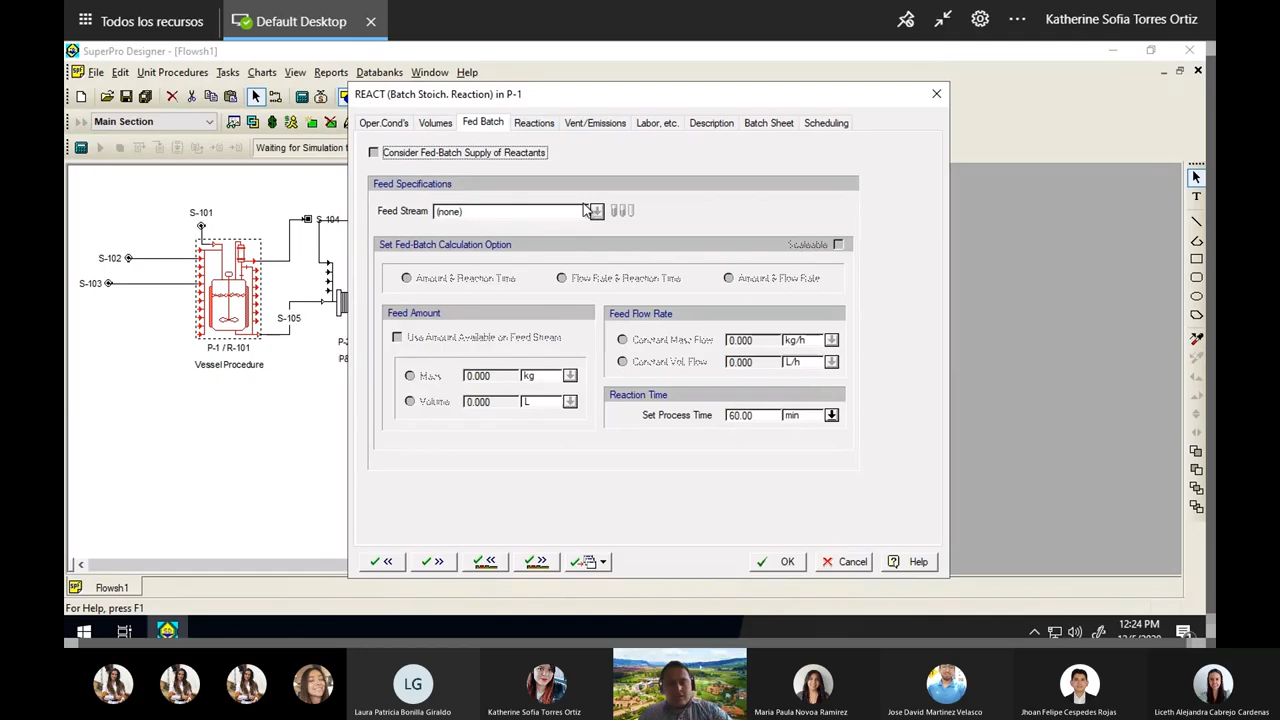 Todos los recursos
Default Desktop
Katherine Sofia Torres Ortiz
SuperPro Designer - [Flowsh1]
File Edit Unit Procedures Tasks Charts View Reports Databanks Window Help
Main Section
Waiting for Simulation t
REACT (Batch Stoich. Reaction) in P-1
Oper.Cond's Volumes Fed Batch Reactions Vent/Emissions Labor, etc. Description Batch Sheet Scheduling
Consider Fed-Batch Supply of Reactants
Feed Specifications
Feed Stream (none)
Set Fed-Batch Calculation Option Scaleable
Amount & Reaction Time Flow Rate & Reaction Time Amount & Flow Rate
Feed Amount
Use Amount Available on Feed Stream
Mass 0.000 kg
Volume 0.000 L
Feed Flow Rate
Constant Mass Flow 0.000 kg/h
Constant Vol. Flow 0.000 L/h
Reaction Time
Set Process Time 60.00 min
OK Cancel Help
S-101
S-104
S-102
S-103
S-105
P-1 / R-101
Vessel Procedure
Flowsh1
For Help, press F1
12:24 PM
LG
Laura Patricia Bonilla Giraldo
Katherine Sofia Torres Ortiz
Maria Paula Novoa Ramirez
Jose David Martinez Velasco
Jhoan Felipe Cespedes Rojas
Liceth Alejandra Cabrejo Cardenas